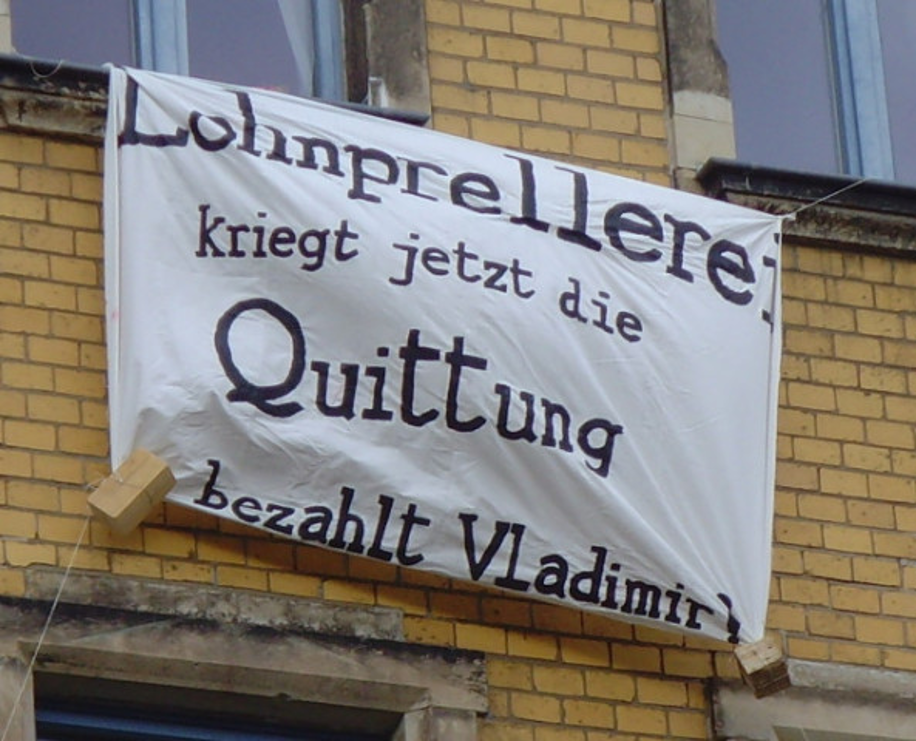 Lohnprellerei
kriegt jetzt die
Quittung
bezahlt Vladimir!